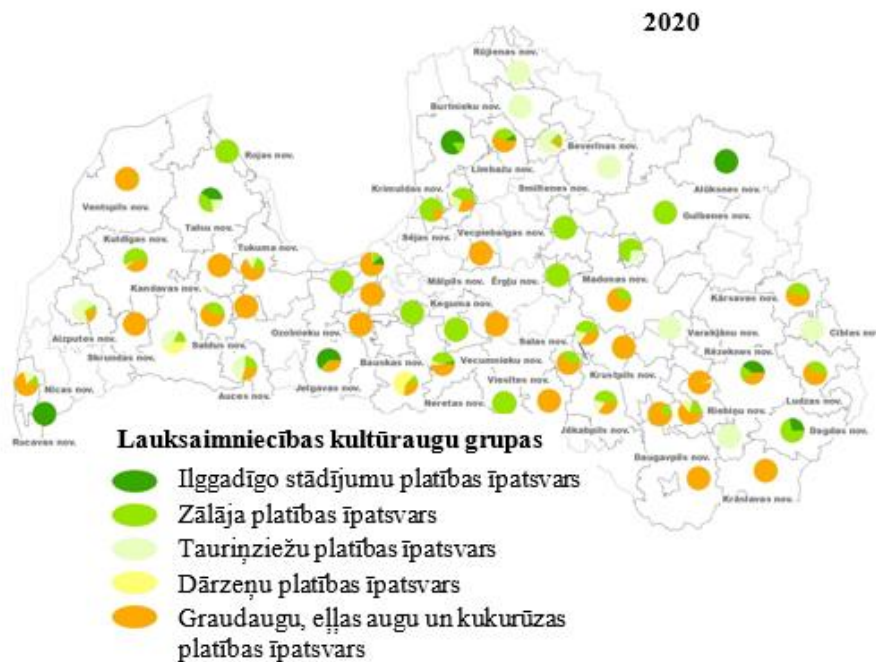 2020
Rūjienas nov.
Burtnieku nov.
Rojas nov.
Beverīnas nov.
Limbažu nov.
Krimuldas nov.
Smiltenes nov.
Alūksnes nov.
Ventspils nov.
Talsu nov.
Gulbenes nov.
Sējas nov.
Vecpiebalgas nov.
Kuldīgas nov.
Tukuma nov.
Mālpils nov.
Ērgļu nov.
Madonas nov.
Kandavas nov.
Kārsavas nov.
Ķeguma nov.
Aizputes nov.
Saldus nov.
Ozolnieku nov.
Salas nov.
Varakļānu nov.
Ciblas nov.
Skrundas nov.
Rēzeknes nov.
Bauskas nov.
Vecumnieku nov.
Krustpils nov.
Nīcas nov.
Auces nov.
Jelgavas nov.
Viesītes nov.
Ludzas nov.
Neretas nov.
Riebiņu nov.
Rucavas nov.
Jēkabpils nov.
Dagdas nov.
Daugavpils nov.
Krāslavas nov.
Lauksaimniecības kultūraugu grupas
Ilggadīgo stādījumu platības īpatsvars
Zālāja platības īpatsvars
Tauriņziežu platības īpatsvars
Dārzeņu platības īpatsvars
Graudaugu, eļļas augu un kukurūzas
platības īpatsvars